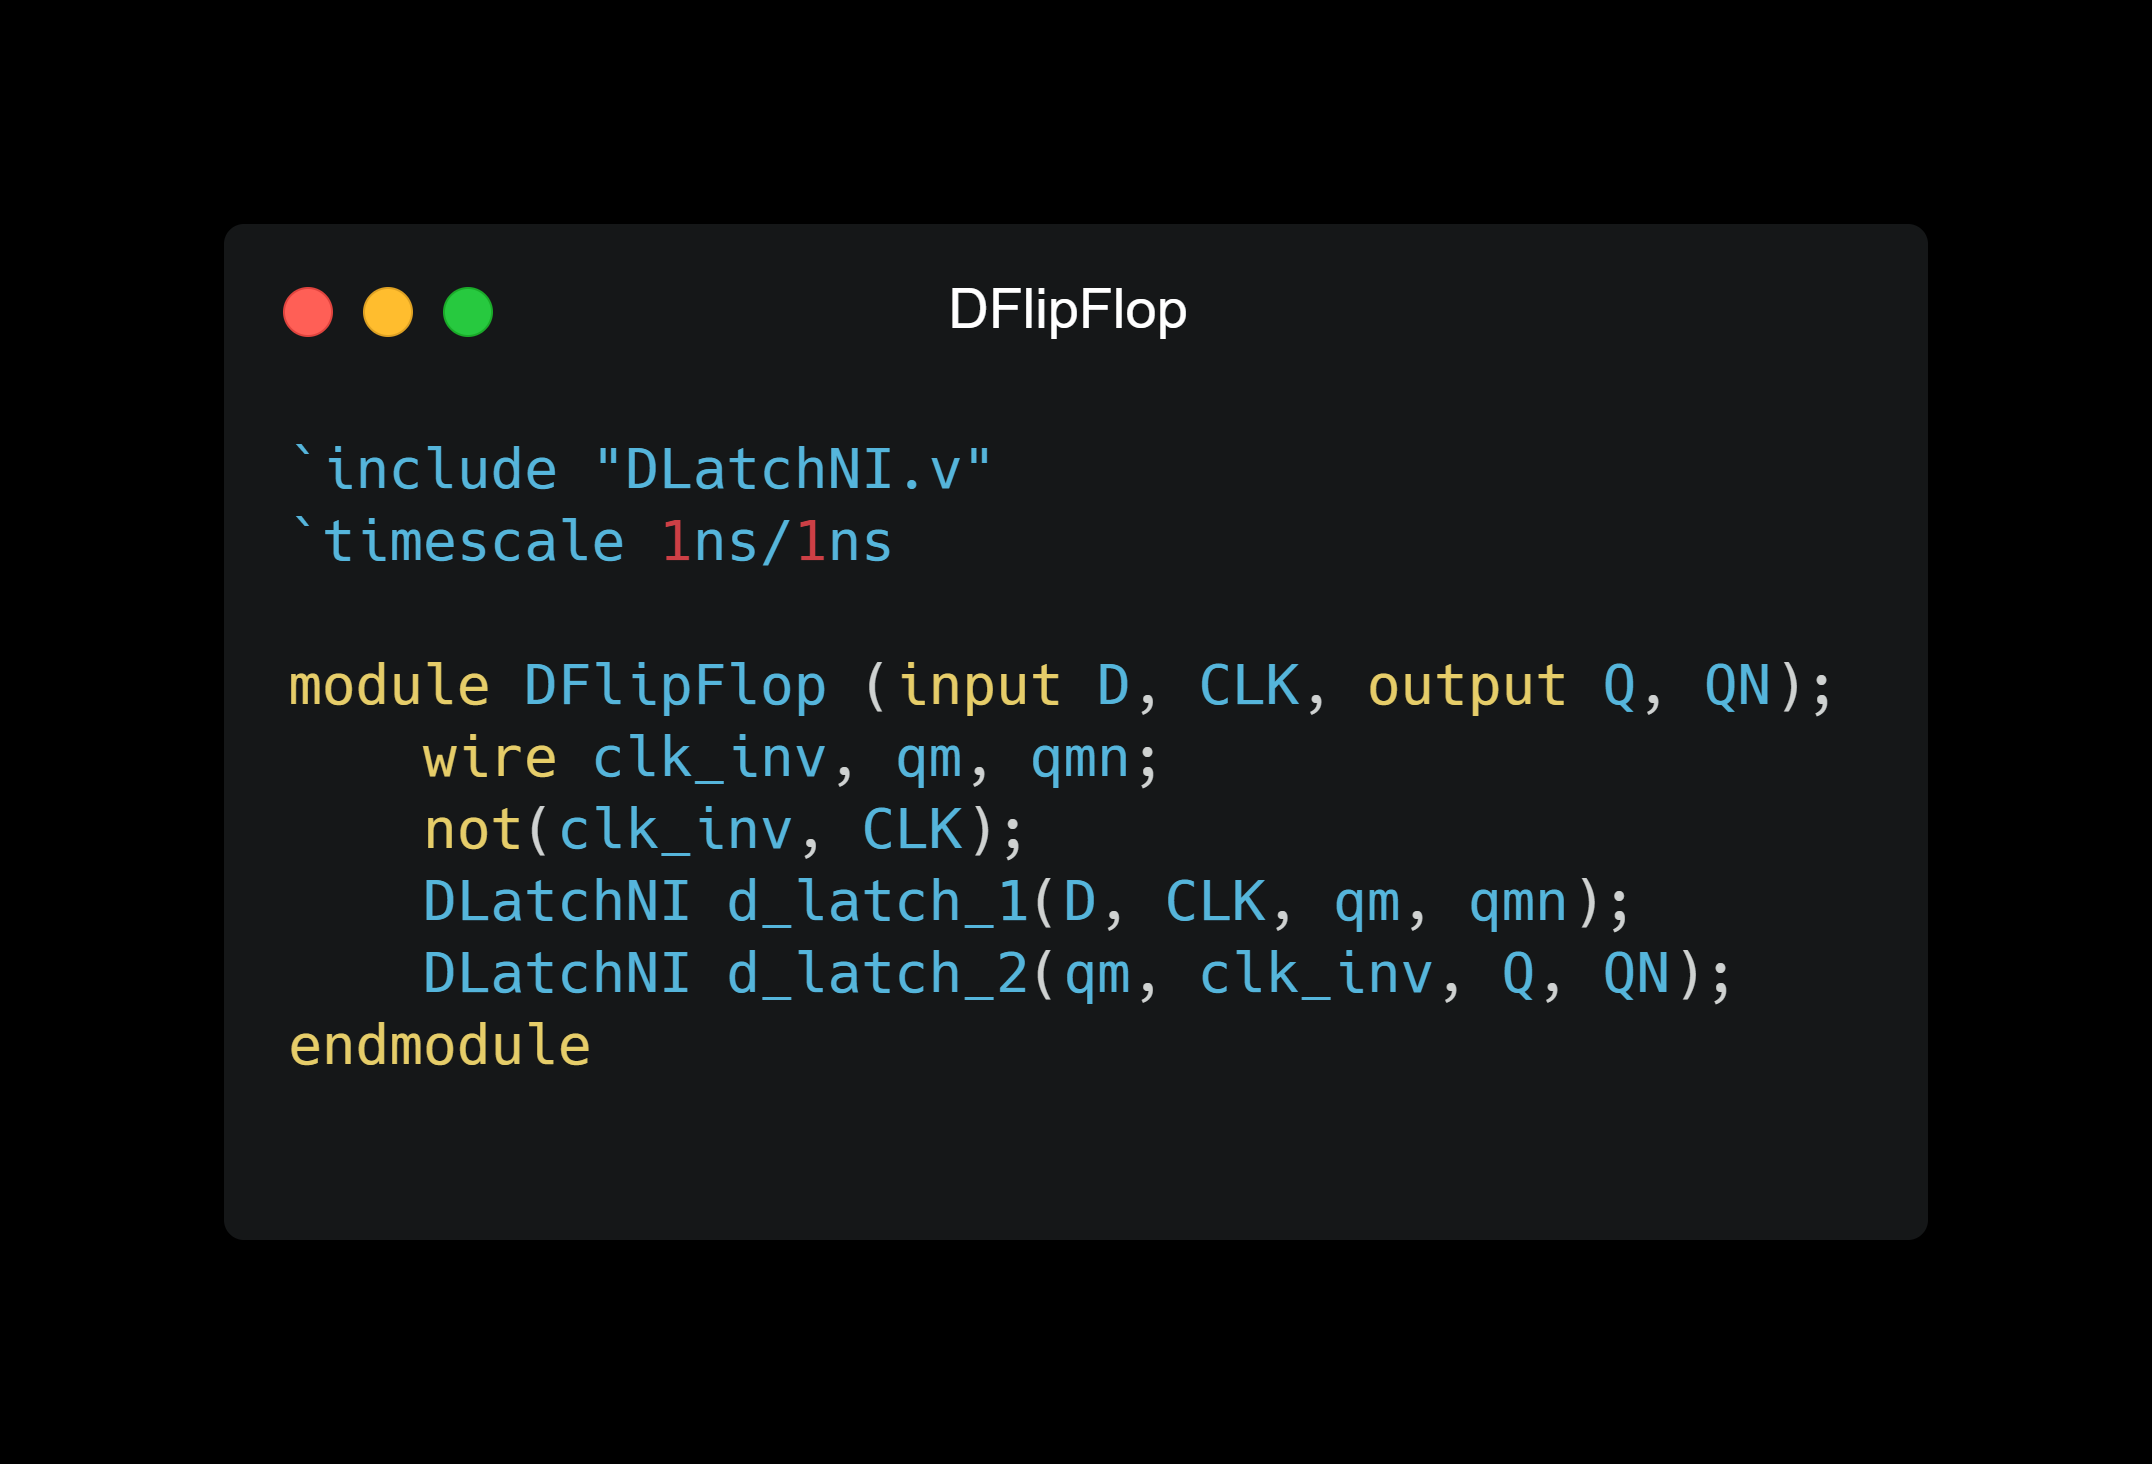 DFlipFlop
`include "DLatchNI.v"
`timescale 1ns/1ns
module DFlipFlop (input D, CLK, output Q, QN);
    wire clk_inv, qm, qmn;
    not(clk_inv, CLK);
    DLatchNI d_latch_1(D, CLK, qm, qmn);
    DLatchNI d_latch_2(qm, clk_inv, Q, QN);
endmodule